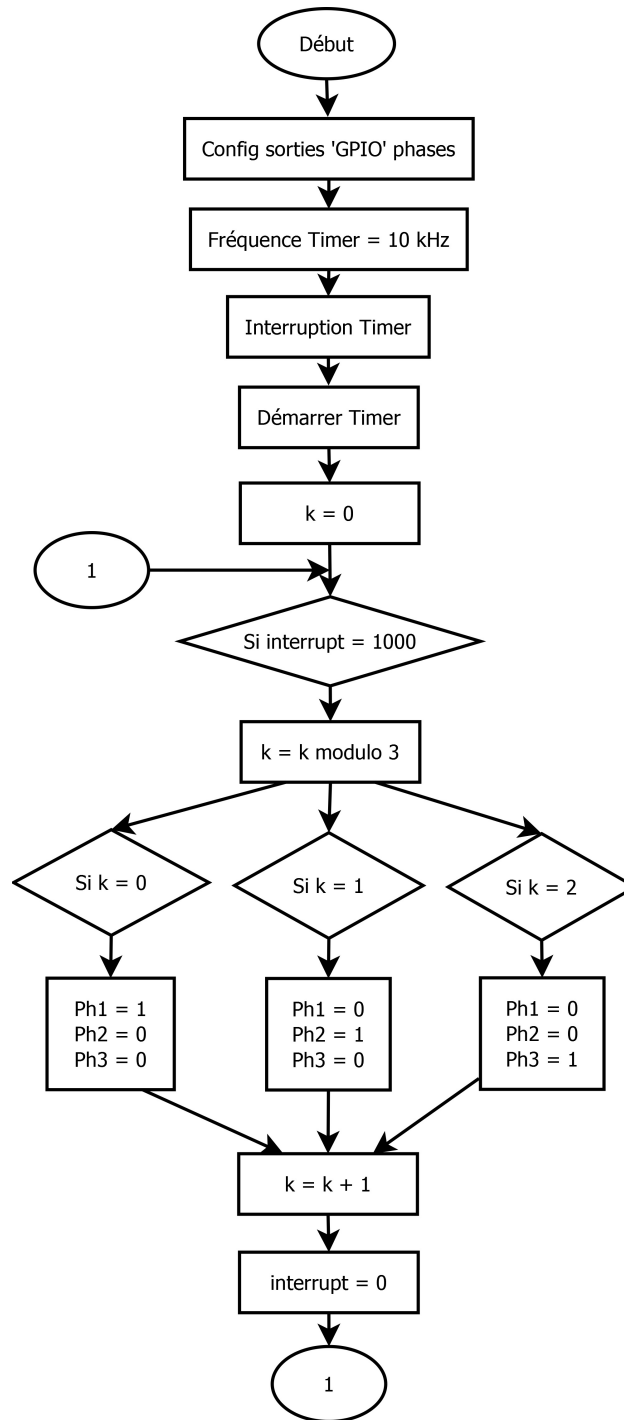 Début
Config sorties 'GPIO' phases
Fréquence Timer = 10 kHz
Interruption Timer
Démarrer Timer
k = 0
1
Si interrupt = 1000
k = k modulo 3
Si k = 0
Si k = 1
Si k = 2
Ph1 = 1
Ph2 = 0
Ph3 = 0
Ph1 = 0
Ph2 = 1
Ph3 = 0
Ph1 = 0
Ph2 = 0
Ph3 = 1
k = k + 1
interrupt = 0
1